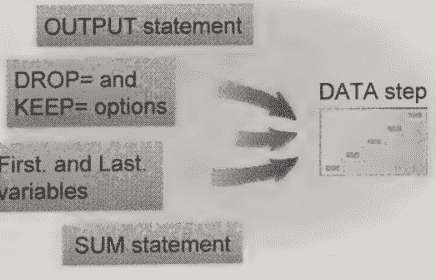 OUTPUT statement
DROP= and
KEEP= options
DATA step
First. and Last.
variables
SUM statement